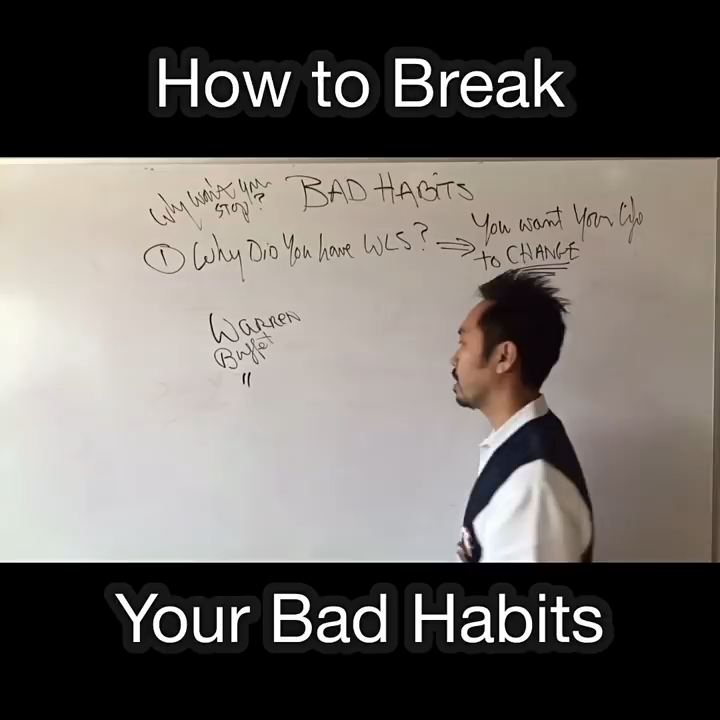 How to Break
Why won't you
STOP!?
BAD HABITS
① Why Did You have WLS? ⇒ You want Your life
to CHANGE
WARREN
Buffet
"
Your Bad Habits